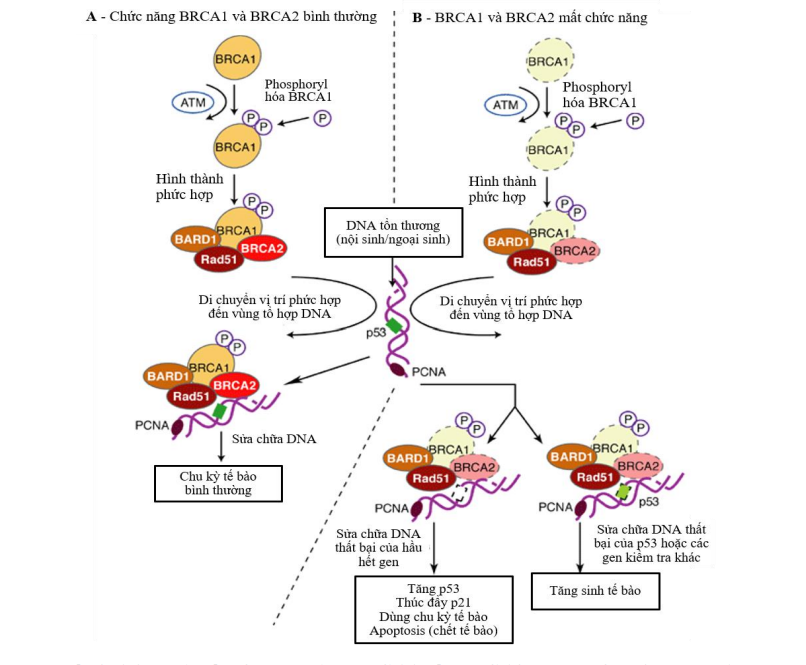 A - Chức năng BRCA1 và BRCA2 bình thường
BRCA1
ATM
Phosphoryl
hóa BRCA1
P
P
P
BRCA1
Hình thành
phức hợp
P
P
BRCA1
BARD1
BRCA2
Rad51
Di chuyển vị trí phức hợp
đến vùng tổ hợp DNA
P
P
BRCA1
BARD1
BRCA2
Rad51
PCNA
Sửa chữa DNA
Chu kỳ tế bào
bình thường
DNA tổn thương
(nội sinh/ngoại sinh)
p53
PCNA
B - BRCA1 và BRCA2 mất chức năng
BRCA1
ATM
Phosphoryl
hóa BRCA1
P
P
P
BRCA1
Hình thành
phức hợp
P
P
BRCA1
BARD1
BRCA2
Rad51
Di chuyển vị trí phức hợp
đến vùng tổ hợp DNA
P
P
BRCA1
BARD1
BRCA2
Rad51
PCNA
Sửa chữa DNA
thất bại của hầu
hết gen
Tăng p53
Thúc đẩy p21
Dùng chu kỳ tế bào
Apoptosis (chết tế bào)
P
P
BRCA1
BARD1
BRCA2
Rad51
PCNA
p53
Sửa chữa DNA thất
bại của p53 hoặc các
gen kiểm tra khác
Tăng sinh tế bào